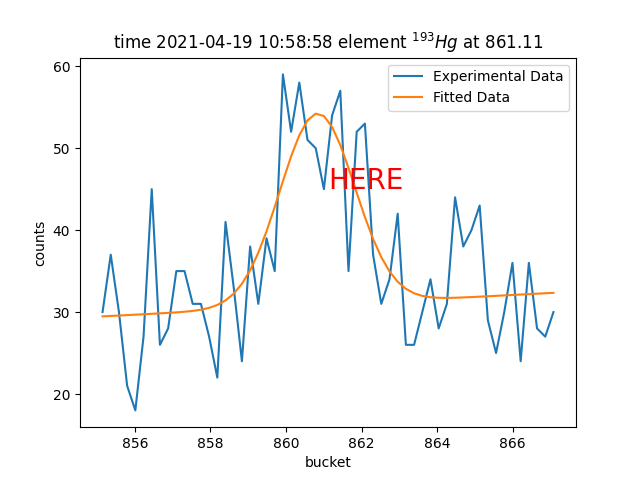 time 2021-04-19 10:58:58 element ¹⁹³Hg at 861.11
60
50
40
30
20
counts
Experimental Data
Fitted Data
HERE
856 858 860 862 864 866
bucket